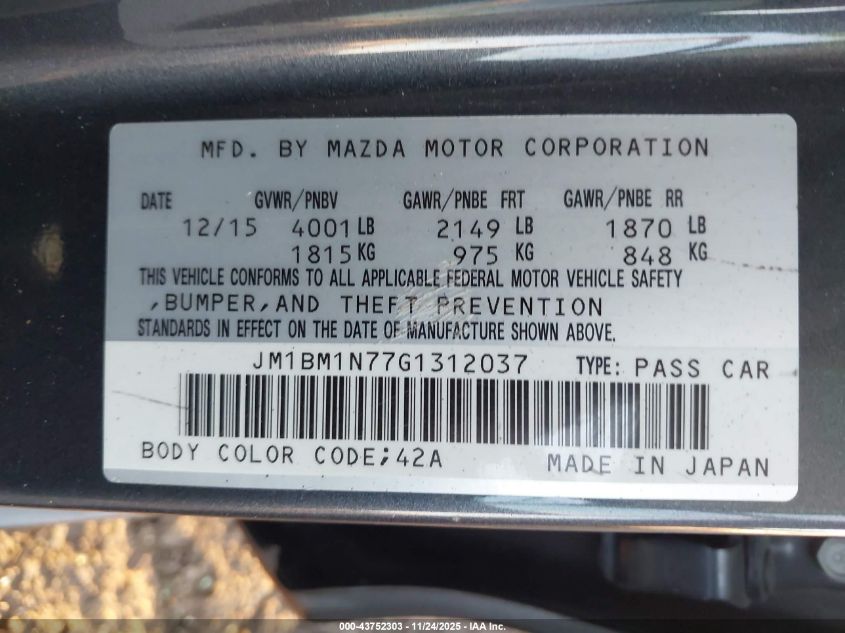 MFD. BY MAZDA MOTOR CORPORATION
DATE GVWR/PNBV GAWR/PNBE FRT GAWR/PNBE RR
12/15 4001 LB 2149 LB 1870 LB
1815 KG 975 KG 848 KG
THIS VEHICLE CONFORMS TO ALL APPLICABLE FEDERAL MOTOR VEHICLE SAFETY
,BUMPER,AND THEFT PREVENTION
STANDARDS IN EFFECT ON THE DATE OF MANUFACTURE SHOWN ABOVE.
JM1BM1N77G1312037 TYPE: PASS CAR
BODY COLOR CODE;42A MADE IN JAPAN
000-43752303 - 11/24/2025 - IAA Inc.